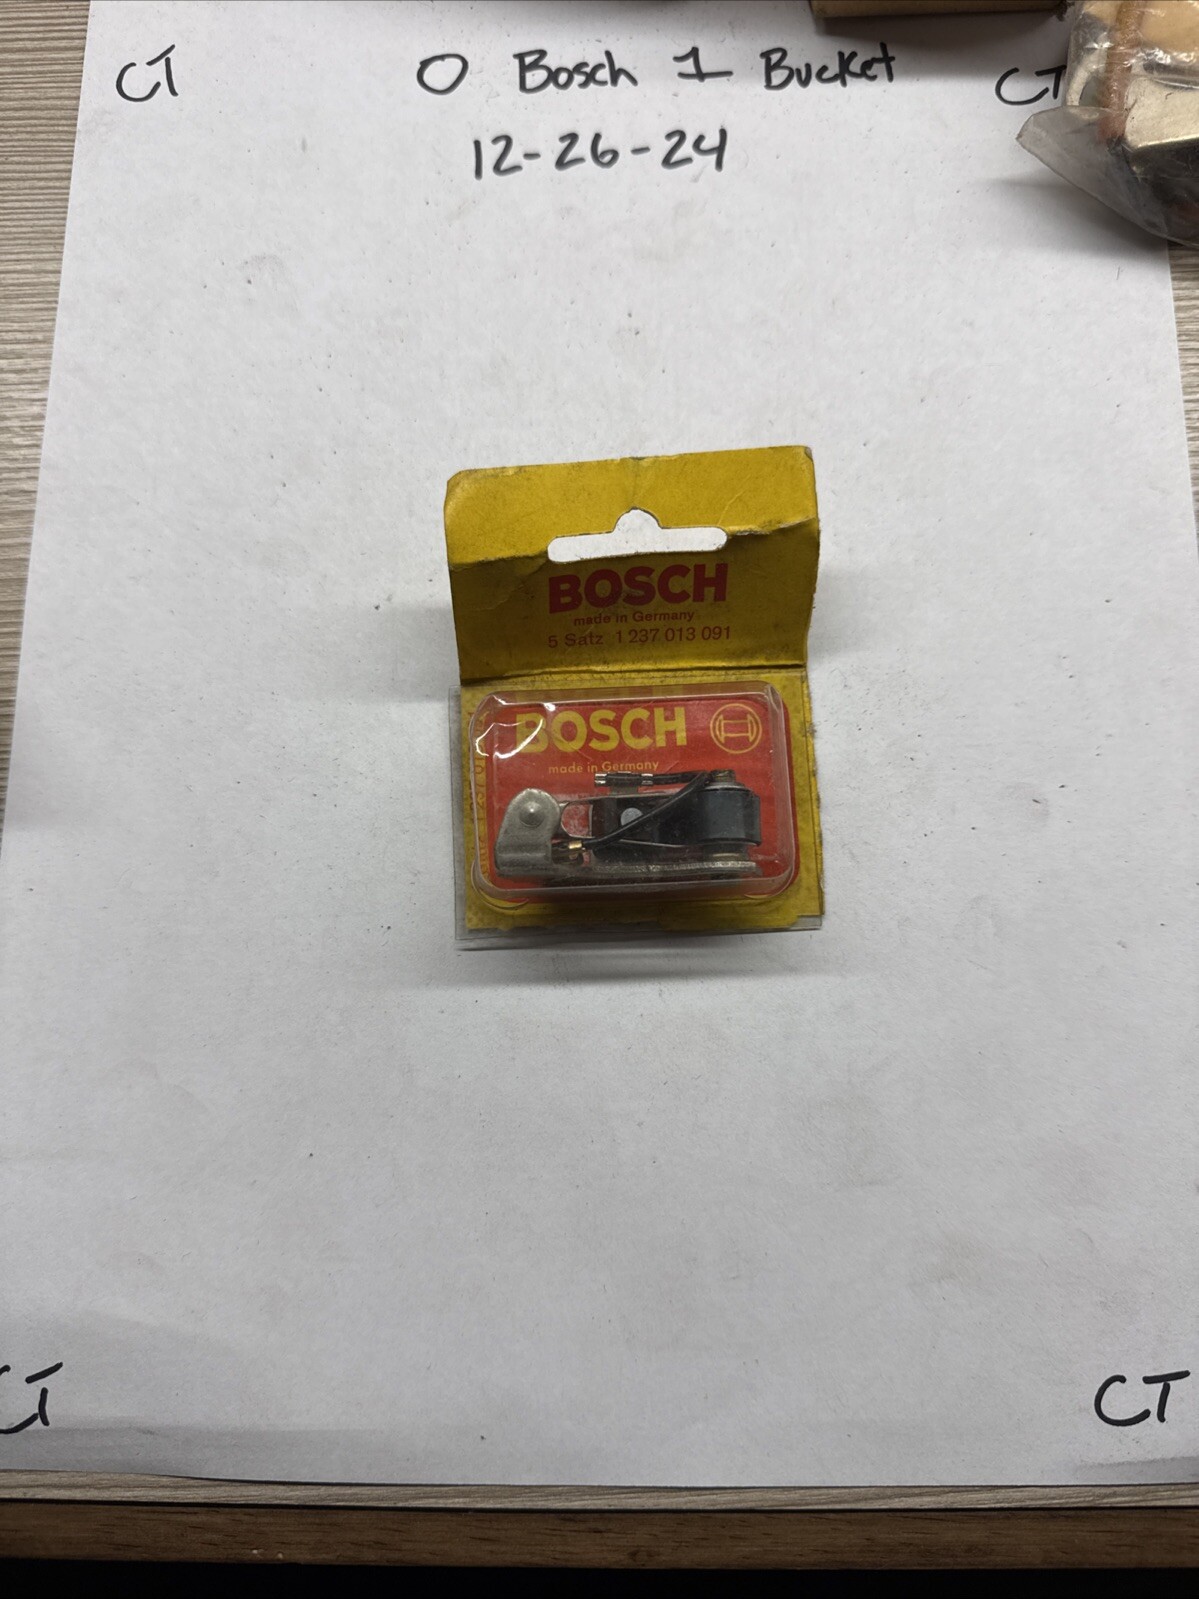 CT O Bosch 1 Bucket CT
12-26-24
BOSCH
made in Germany
5 Satz 1 237 013 091
BOSCH
made in Germany
CT CT